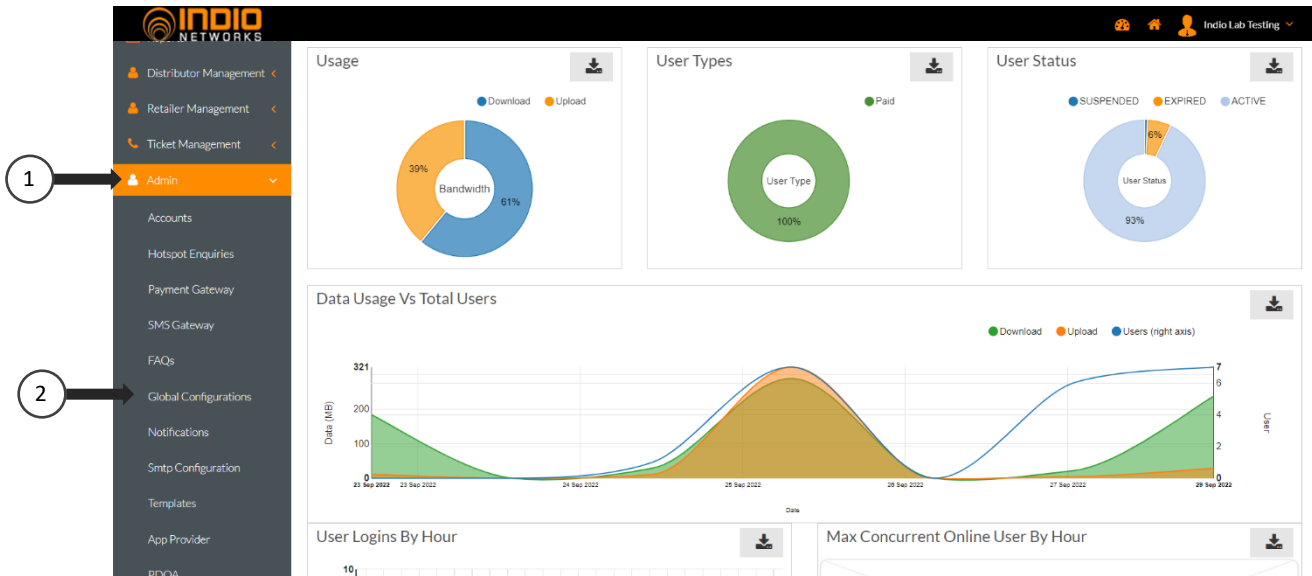 INDIO
NETWORKS
Indio Lab Testing
Distributor Management
Retailer Management
Ticket Management
1
Admin
Accounts
Hotspot Enquiries
Payment Gateway
SMS Gateway
FAQs
2
Global Configurations
Notifications
Smtp Configuration
Templates
App Provider
PDOA
Usage
Download Upload
39%
Bandwidth
61%
User Types
Paid
User Type
100%
User Status
SUSPENDED EXPIRED ACTIVE
6%
User Status
93%
Data Usage Vs Total Users
Download Upload Users (right axis)
321
200
100
0
Data (MB)
7
6
4
2
0
User
23 Sep 2022 23 Sep 2022 24 Sep 2022 25 Sep 2022 26 Sep 2022 27 Sep 2022 29 Sep 2022
Date
User Logins By Hour
10
Max Concurrent Online User By Hour